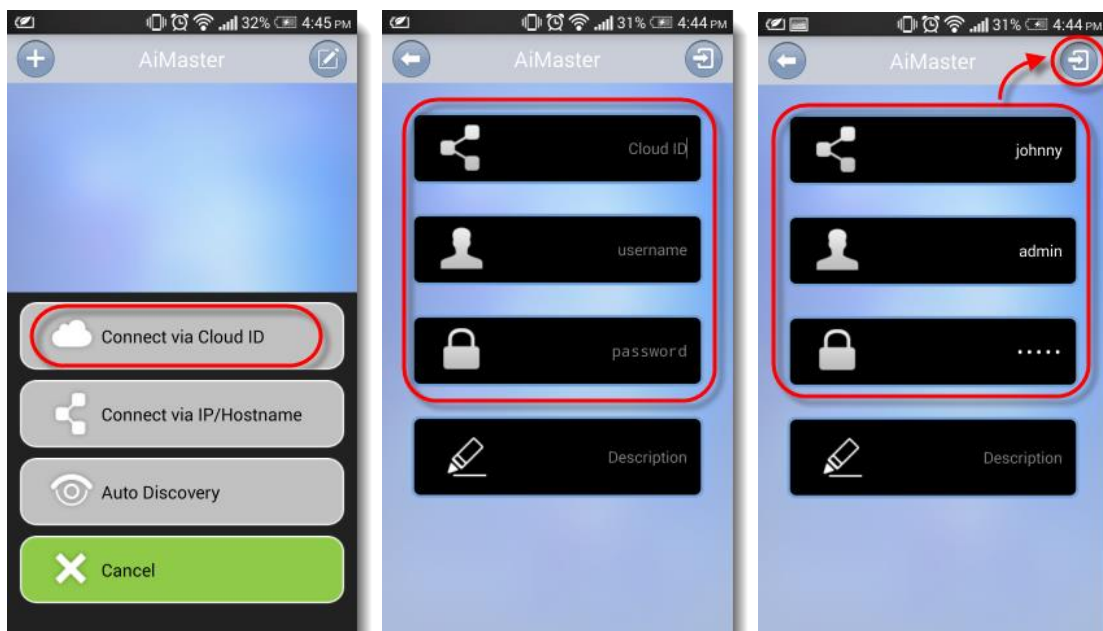 32% 4:45 PM
AiMaster
Connect via Cloud ID
Connect via IP/Hostname
Auto Discovery
Cancel
31% 4:44 PM
AiMaster
Cloud ID
username
password
Description
31% 4:44 PM
AiMaster
johnny
admin
•••••
Description